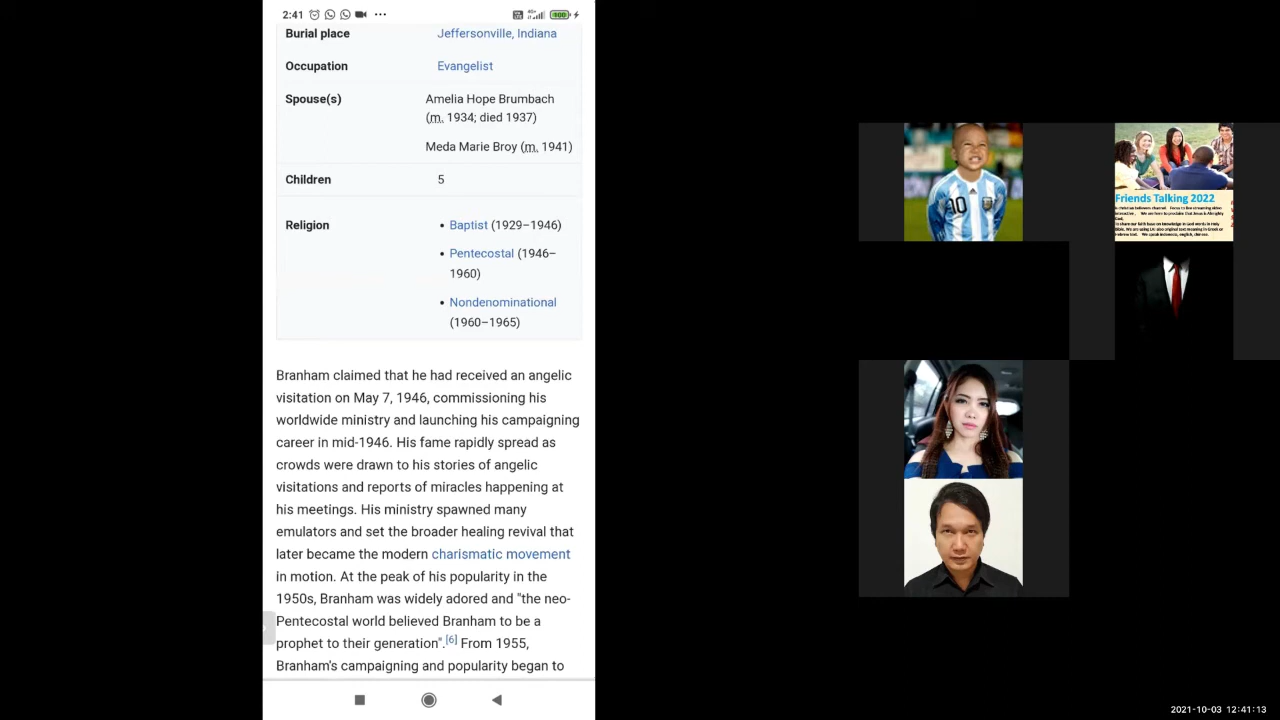 2:41
4G+
100
Burial place Jeffersonville, Indiana
Occupation Evangelist
Spouse(s) Amelia Hope Brumbach
(m. 1934; died 1937)
Meda Marie Broy (m. 1941)
Children 5
Religion • Baptist (1929–1946)
• Pentecostal (1946–
1960)
• Nondenominational
(1960–1965)
Branham claimed that he had received an angelic
visitation on May 7, 1946, commissioning his
worldwide ministry and launching his campaigning
career in mid-1946. His fame rapidly spread as
crowds were drawn to his stories of angelic
visitations and reports of miracles happening at
his meetings. His ministry spawned many
emulators and set the broader healing revival that
later became the modern charismatic movement
in motion. At the peak of his popularity in the
1950s, Branham was widely adored and "the neo-
Pentecostal world believed Branham to be a
prophet to their generation".[6] From 1955,
Branham's campaigning and popularity began to
10
Friends Talking 2022
2021-10-03 12:41:13